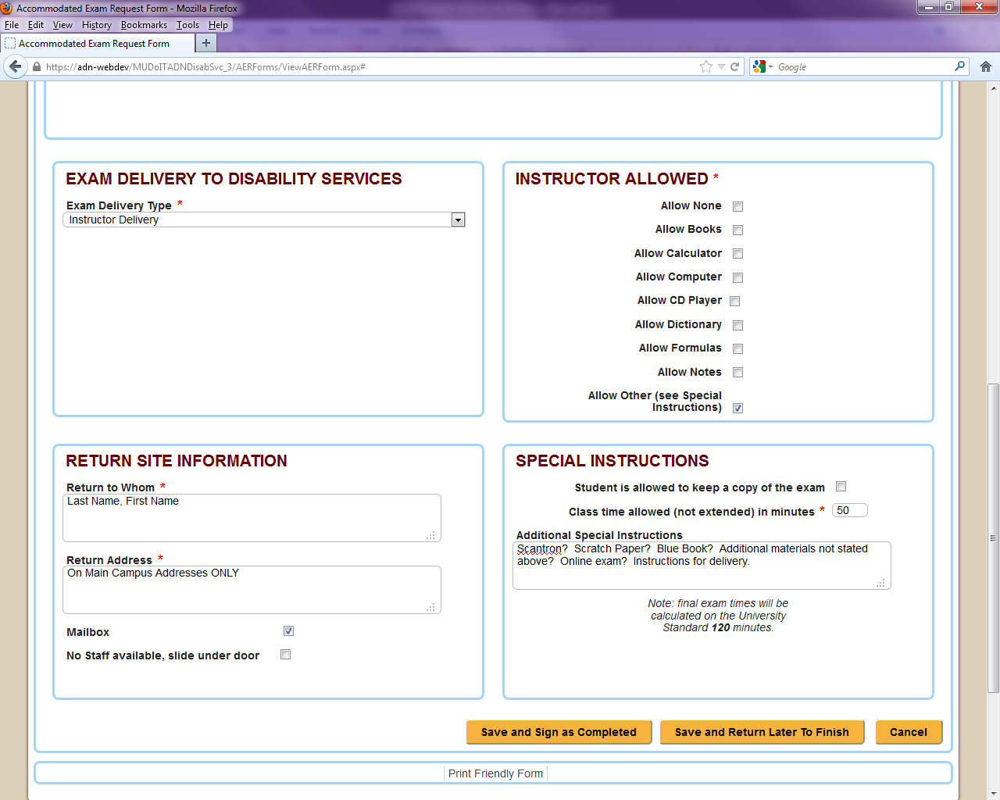 Accommodated Exam Request Form - Mozilla Firefox
File Edit View History Bookmarks Tools Help
Accommodated Exam Request Form
https://adn-webdev/MUDoITADNDisabSvc_3/AERForms/ViewAERForm.aspx#
Google
EXAM DELIVERY TO DISABILITY SERVICES
Exam Delivery Type *
Instructor Delivery
INSTRUCTOR ALLOWED *
Allow None
Allow Books
Allow Calculator
Allow Computer
Allow CD Player
Allow Dictionary
Allow Formulas
Allow Notes
Allow Other (see Special
Instructions)
RETURN SITE INFORMATION
Return to Whom *
Last Name, First Name
Return Address *
On Main Campus Addresses ONLY
Mailbox
No Staff available, slide under door
SPECIAL INSTRUCTIONS
Student is allowed to keep a copy of the exam
Class time allowed (not extended) in minutes * 50
Additional Special Instructions
Scantron? Scratch Paper? Blue Book? Additional materials not stated
above? Online exam? Instructions for delivery.
Note: final exam times will be
calculated on the University
Standard 120 minutes.
Save and Sign as Completed
Save and Return Later To Finish
Cancel
Print Friendly Form